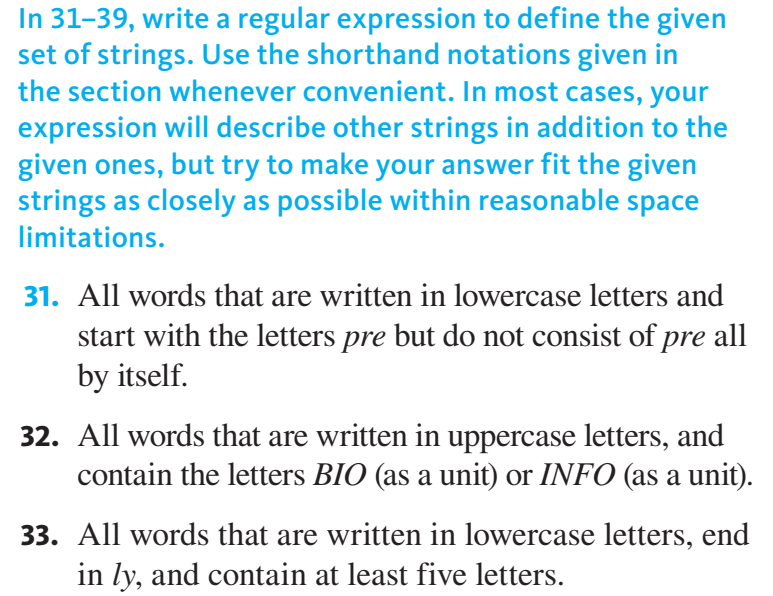 In 31–39, write a regular expression to define the given
set of strings. Use the shorthand notations given in
the section whenever convenient. In most cases, your
expression will describe other strings in addition to the
given ones, but try to make your answer fit the given
strings as closely as possible within reasonable space
limitations.
31. All words that are written in lowercase letters and
start with the letters pre but do not consist of pre all
by itself.
32. All words that are written in uppercase letters, and
contain the letters BIO (as a unit) or INFO (as a unit).
33. All words that are written in lowercase letters, end
in ly, and contain at least five letters.